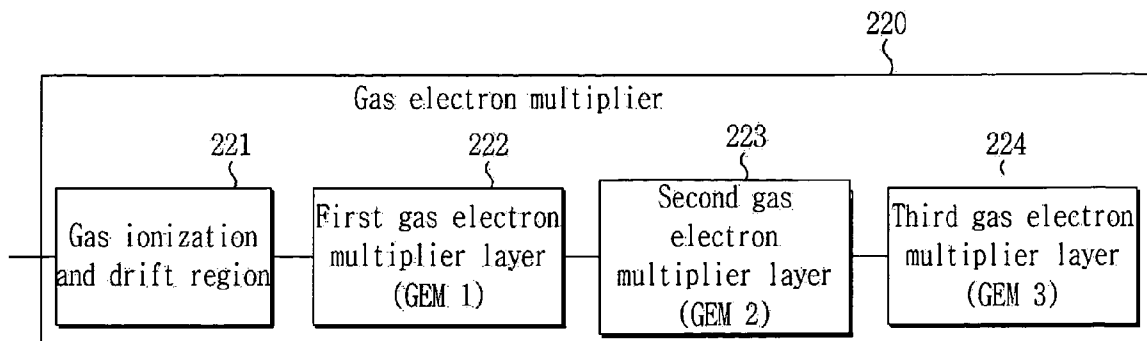 220
Gas electron multiplier
221
222
223
224
Gas ionization
and drift region
First gas electron
multiplier layer
(GEM 1)
Second gas
electron
multiplier layer
(GEM 2)
Third gas electron
multiplier layer
(GEM 3)